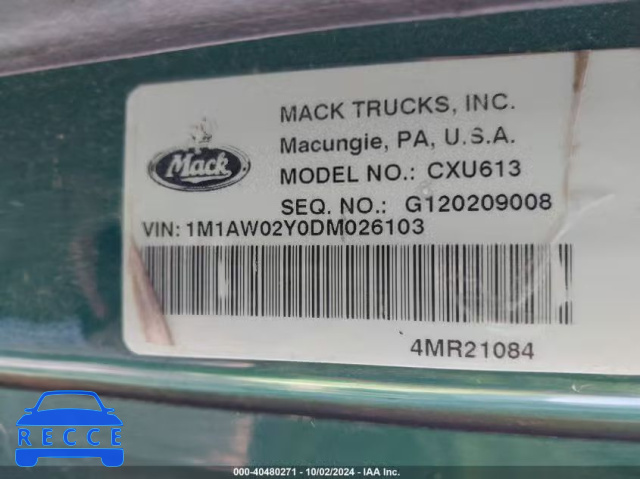 MACK TRUCKS, INC.
Macungie, PA, U.S.A.
Mack
MODEL NO.: CXU613
SEQ. NO.: G120209008
VIN: 1M1AW02Y0DM026103
4MR21084
RECCE
000-40480271 - 10/02/2024 - IAA Inc.